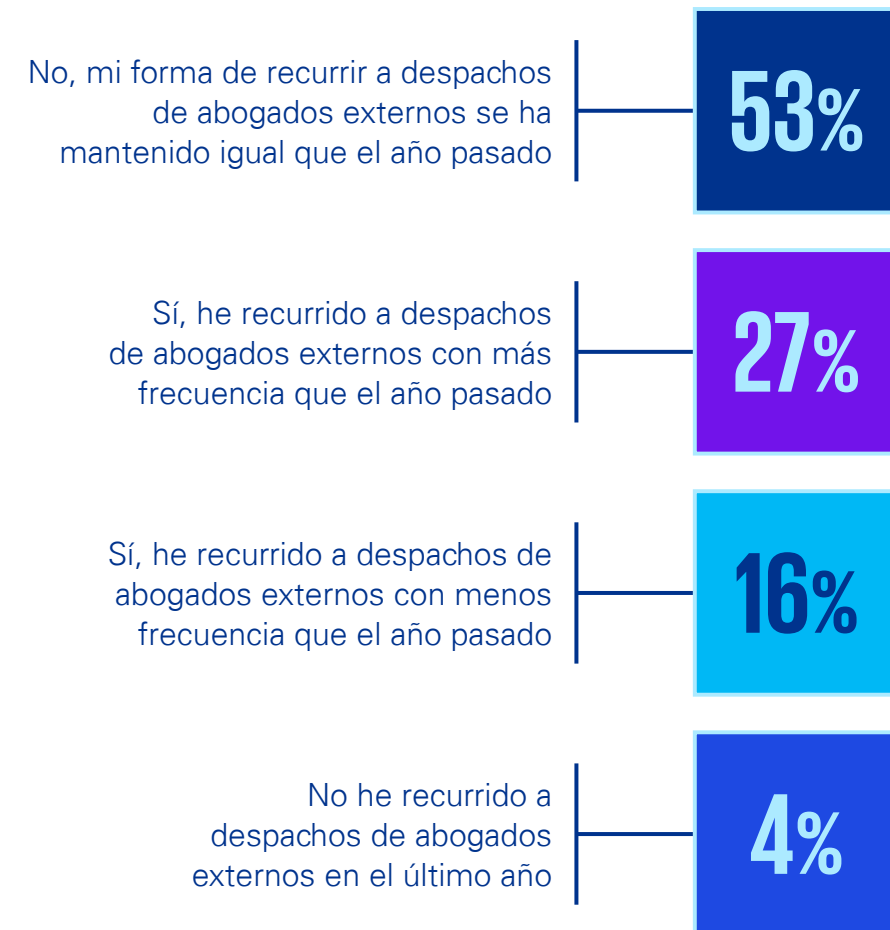 No, mi forma de recurrir a despachos
de abogados externos se ha
mantenido igual que el año pasado
53%
Sí, he recurrido a despachos
de abogados externos con más
frecuencia que el año pasado
27%
Sí, he recurrido a despachos de
abogados externos con menos
frecuencia que el año pasado
16%
No he recurrido a
despachos de abogados
externos en el último año
4%